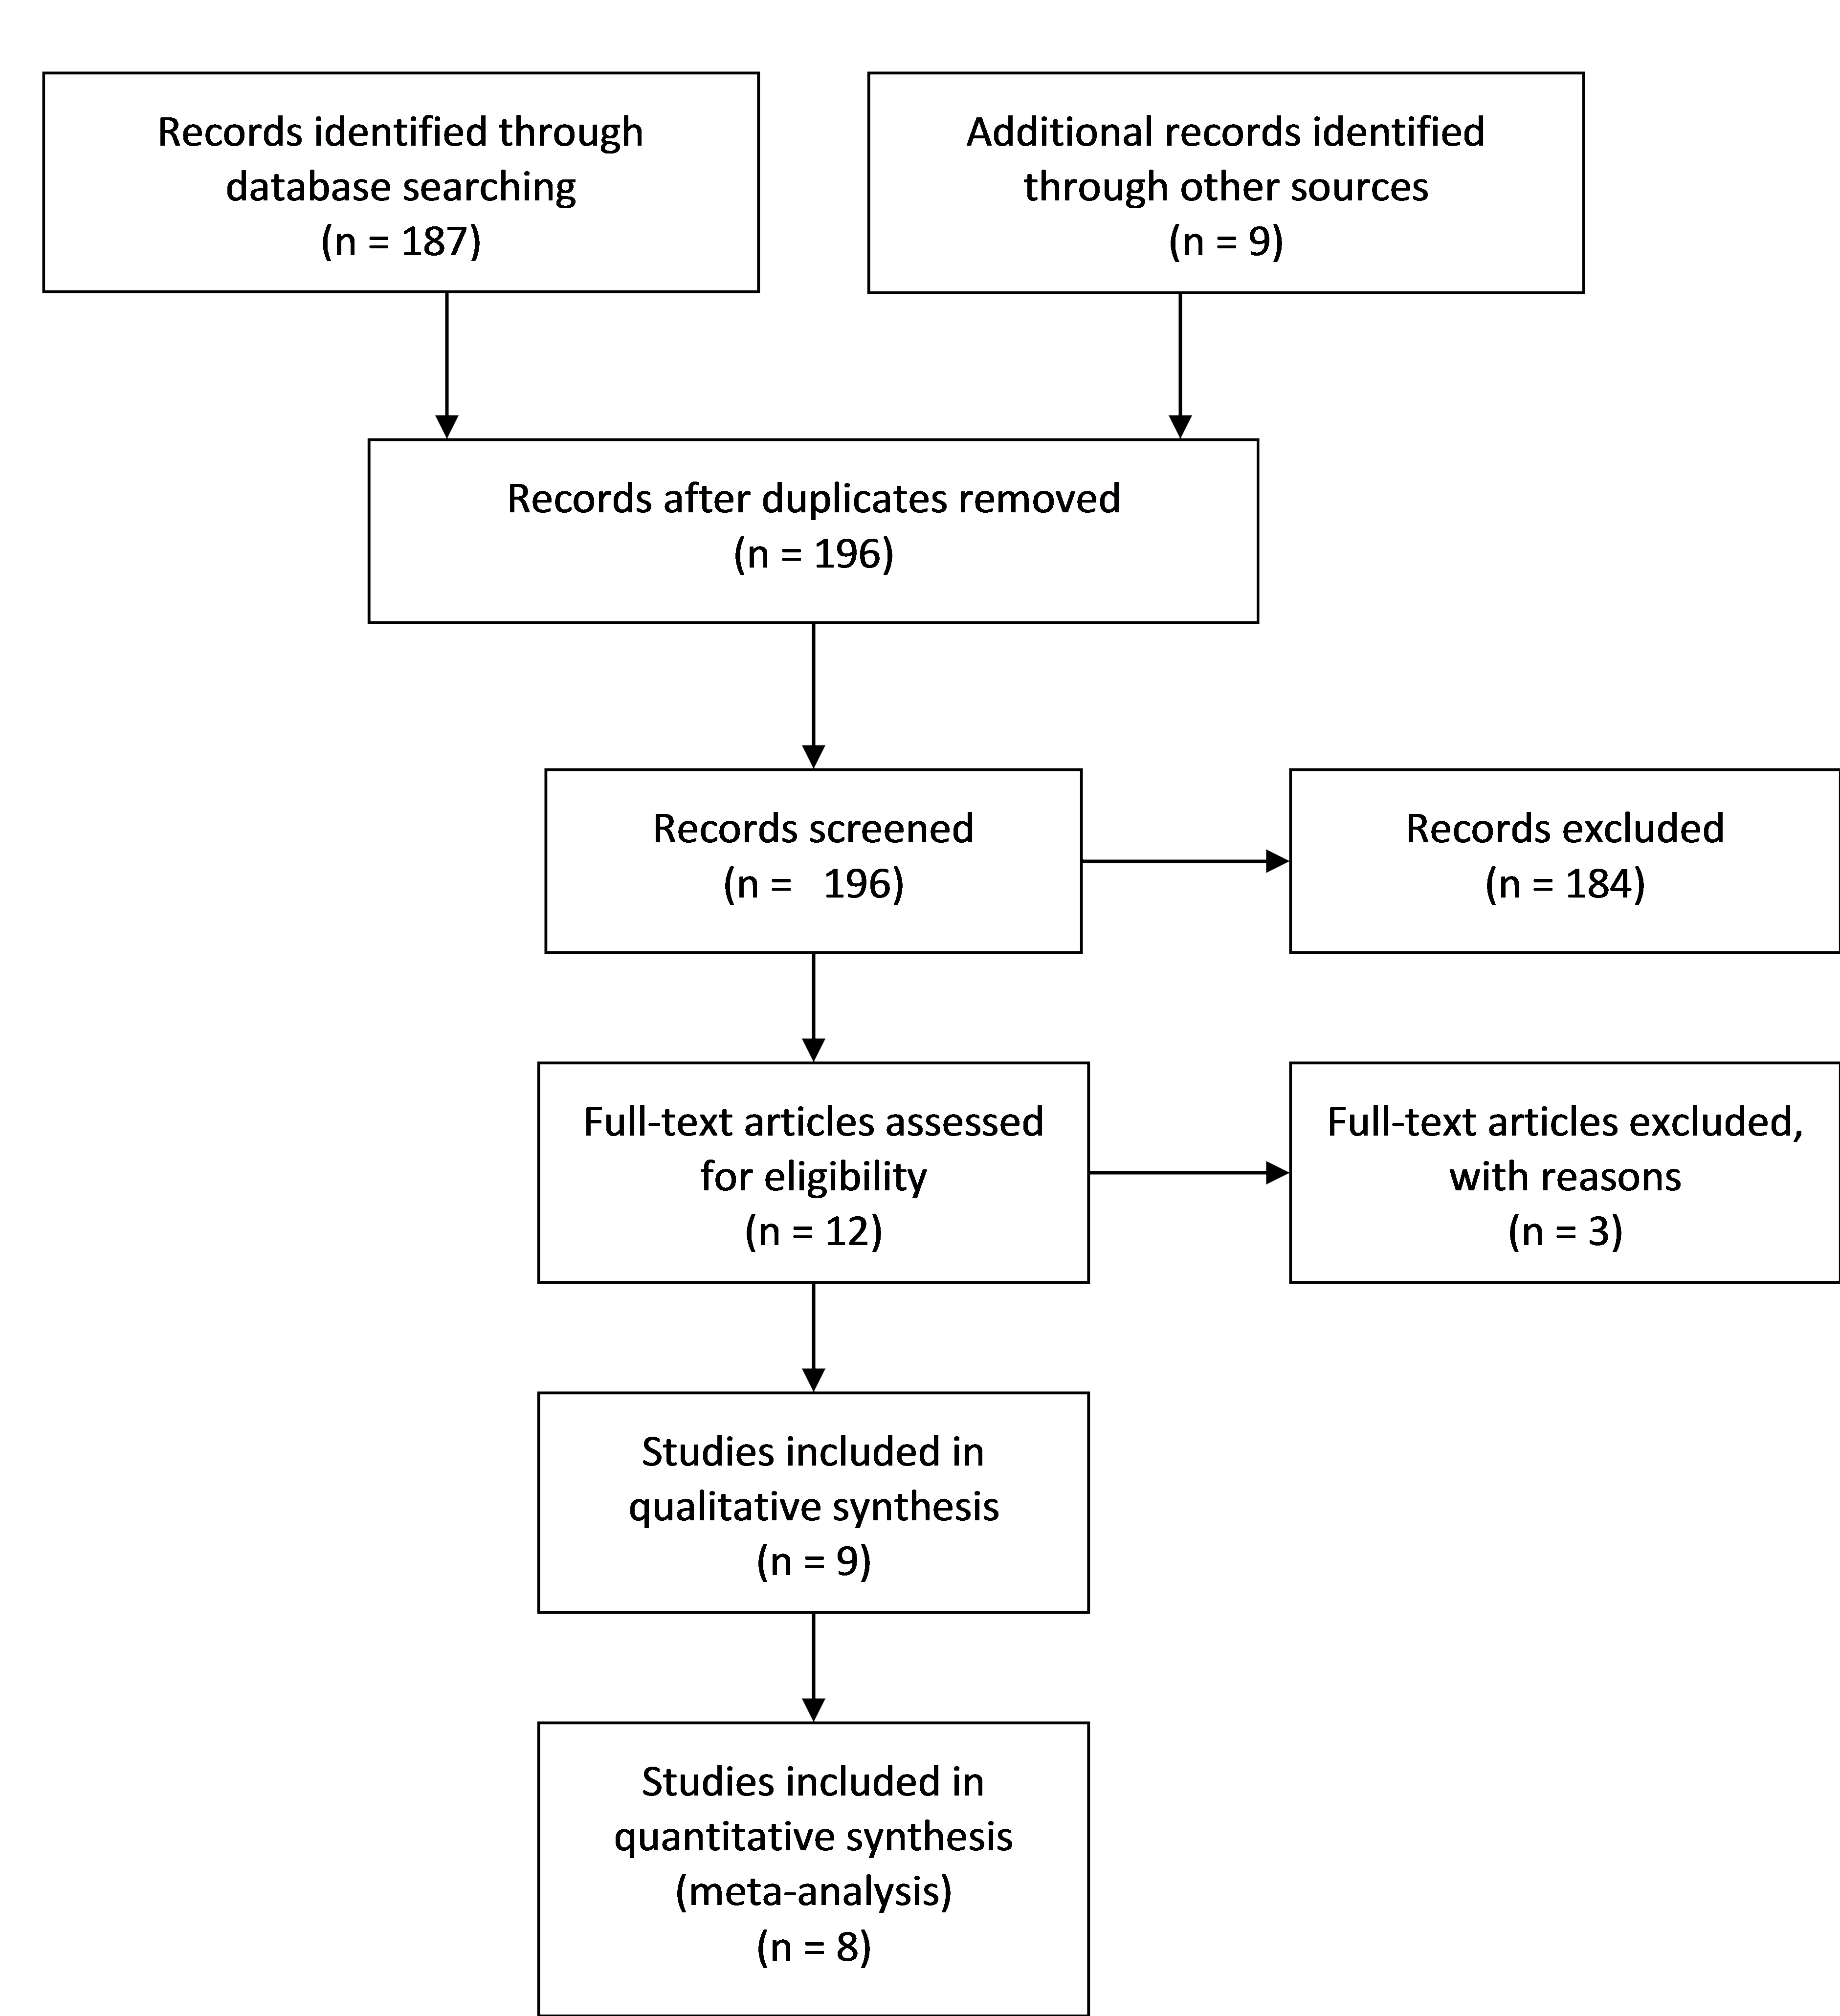 Records identified through
database searching
(n = 187)
Additional records identified
through other sources
(n = 9)
Records after duplicates removed
(n = 196)
Records screened
(n =   196)
Records excluded
(n = 184)
Full-text articles assessed
for eligibility
(n = 12)
Full-text articles excluded,
with reasons
(n = 3)
Studies included in
qualitative synthesis
(n = 9)
Studies included in
quantitative synthesis
(meta-analysis)
(n = 8)